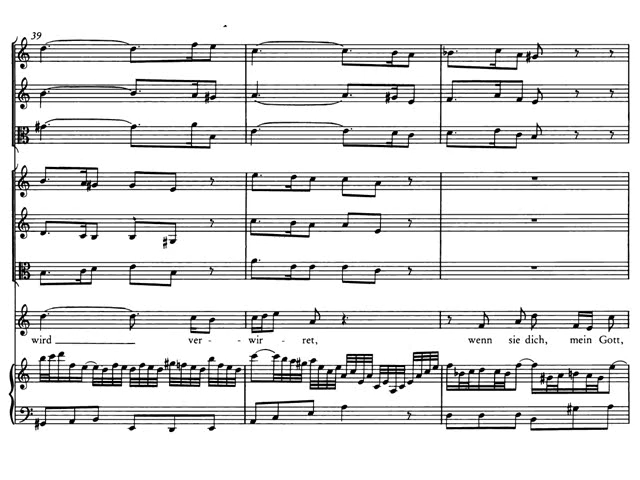 39
wird ver - wir - ret, wenn sie dich, mein Gott,